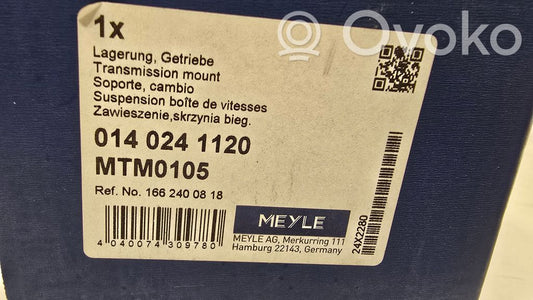 Ovoko
1x
Lagerung, Getriebe
Transmission mount
Soporte, cambio
Suspension boîte de vitesses
Zawieszenie,skrzynia bieg.
014 024 1120
MTM0105
Ref. No. 166 240 08 18
4 040074 309780
MEYLE
MEYLE AG, Merkurring 111
Hamburg 22143, Germany
24X2280